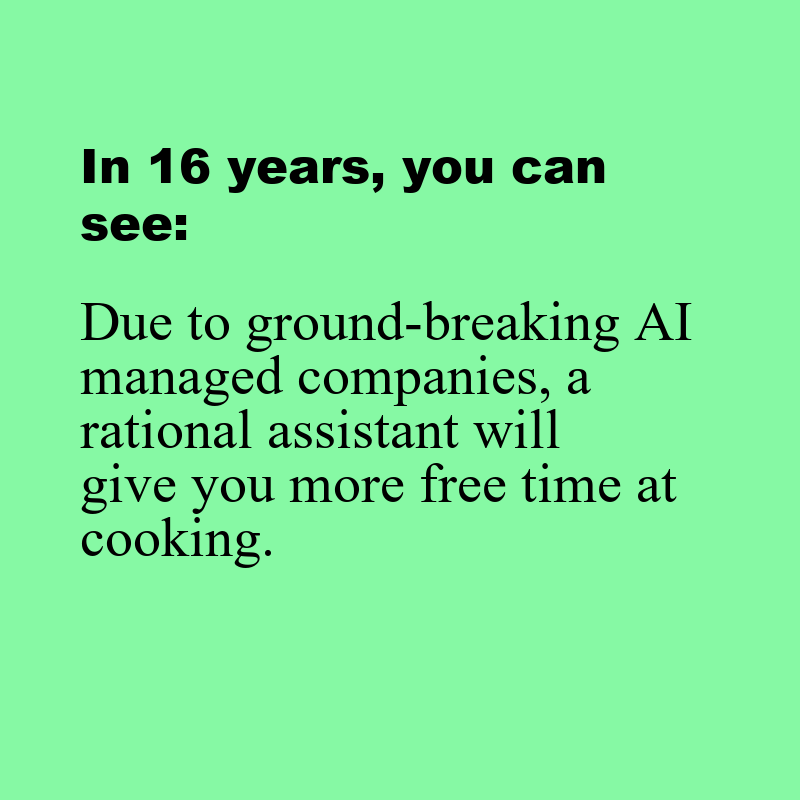 In 16 years, you can
see:
Due to ground-breaking AI
managed companies, a
rational assistant will
give you more free time at
cooking.